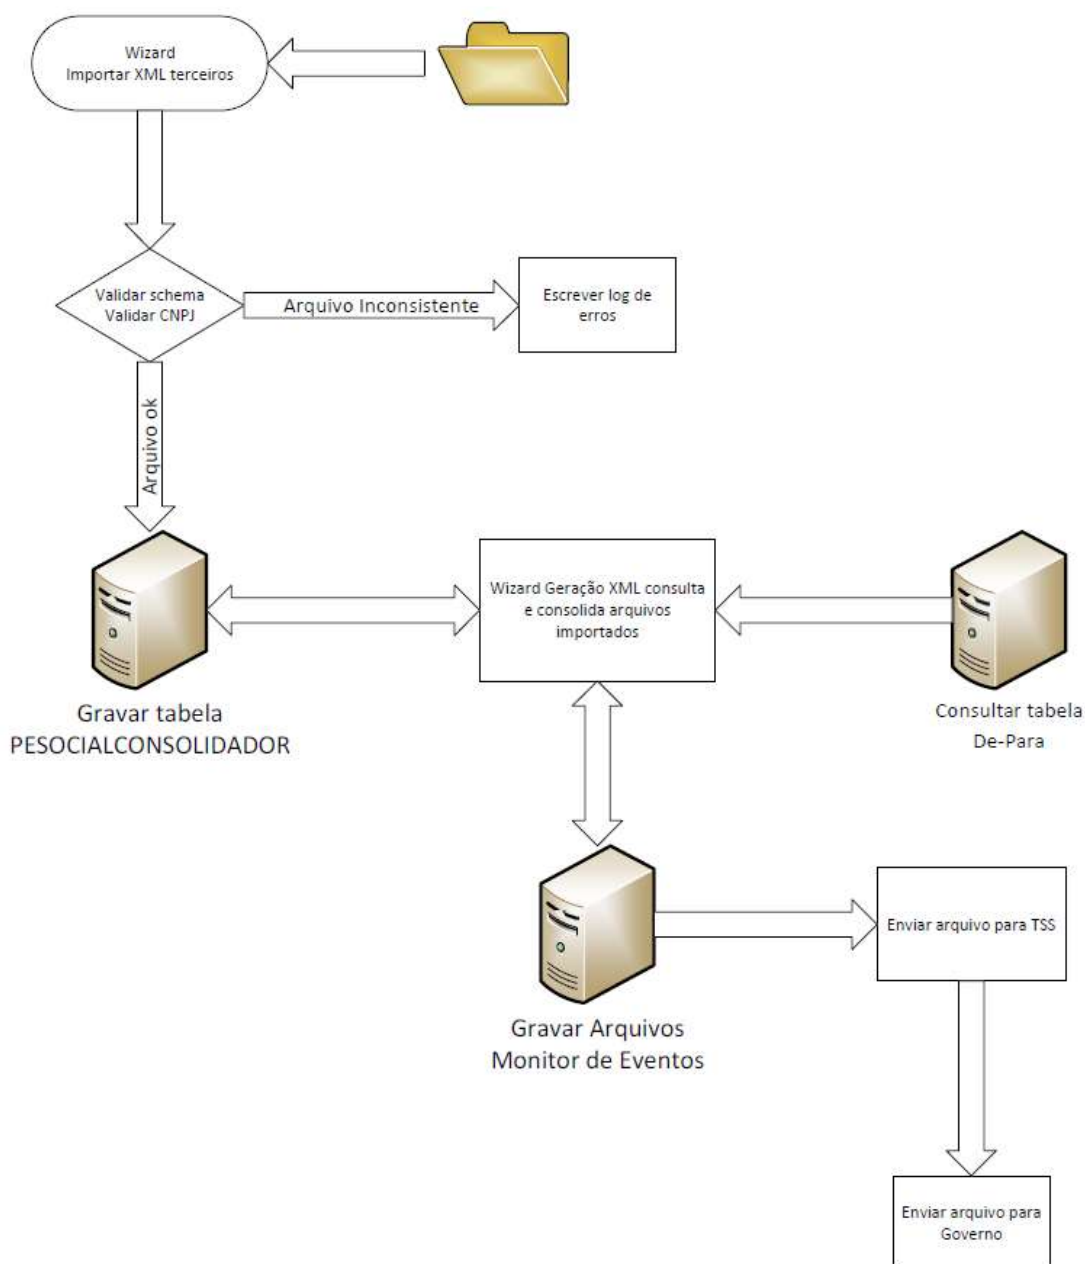 Wizard
Importar XML terceiros
Validar schema
Validar CNPJ
Arquivo Inconsistente
Escrever log de
erros
Arquivo ok
Gravar tabela
PESOCIALCONSOLIDADOR
Wizard Geração XML consulta
e consolida arquivos
importados
Consultar tabela
De-Para
Gravar Arquivos
Monitor de Eventos
Enviar arquivo para TSS
Enviar arquivo para
Governo